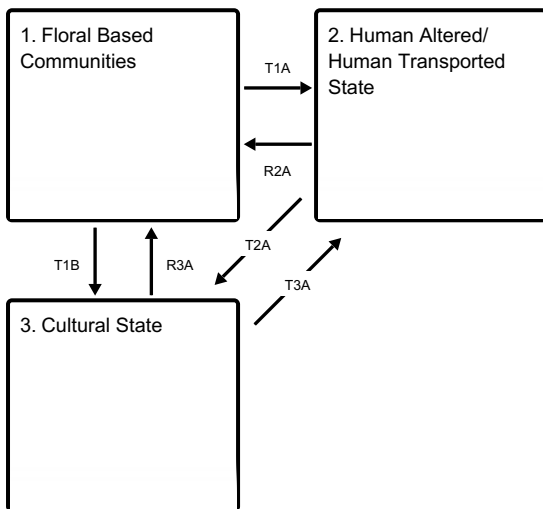 1. Floral Based
Communities
2. Human Altered/
Human Transported
State
T1A
R2A
T2A
T3A
T1B
R3A
3. Cultural State